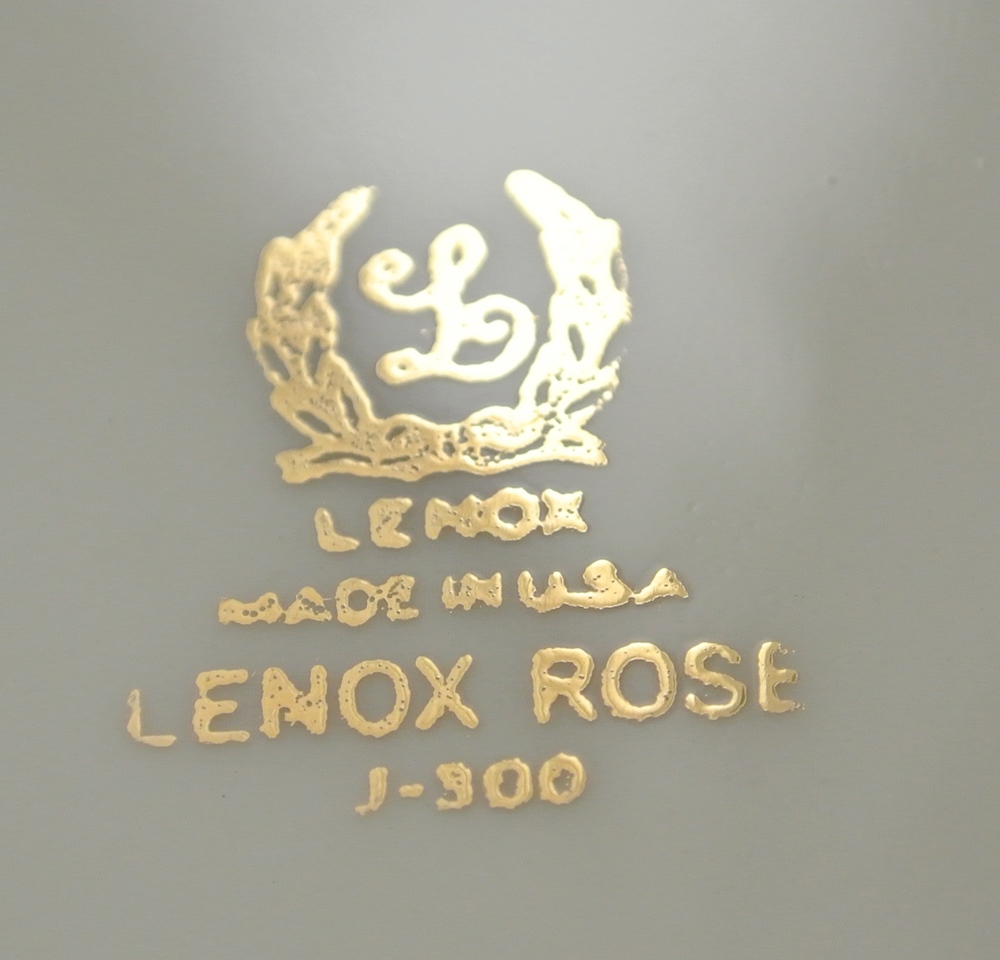 L
LENOX
MADE IN USA
LENOX ROSE
J-300